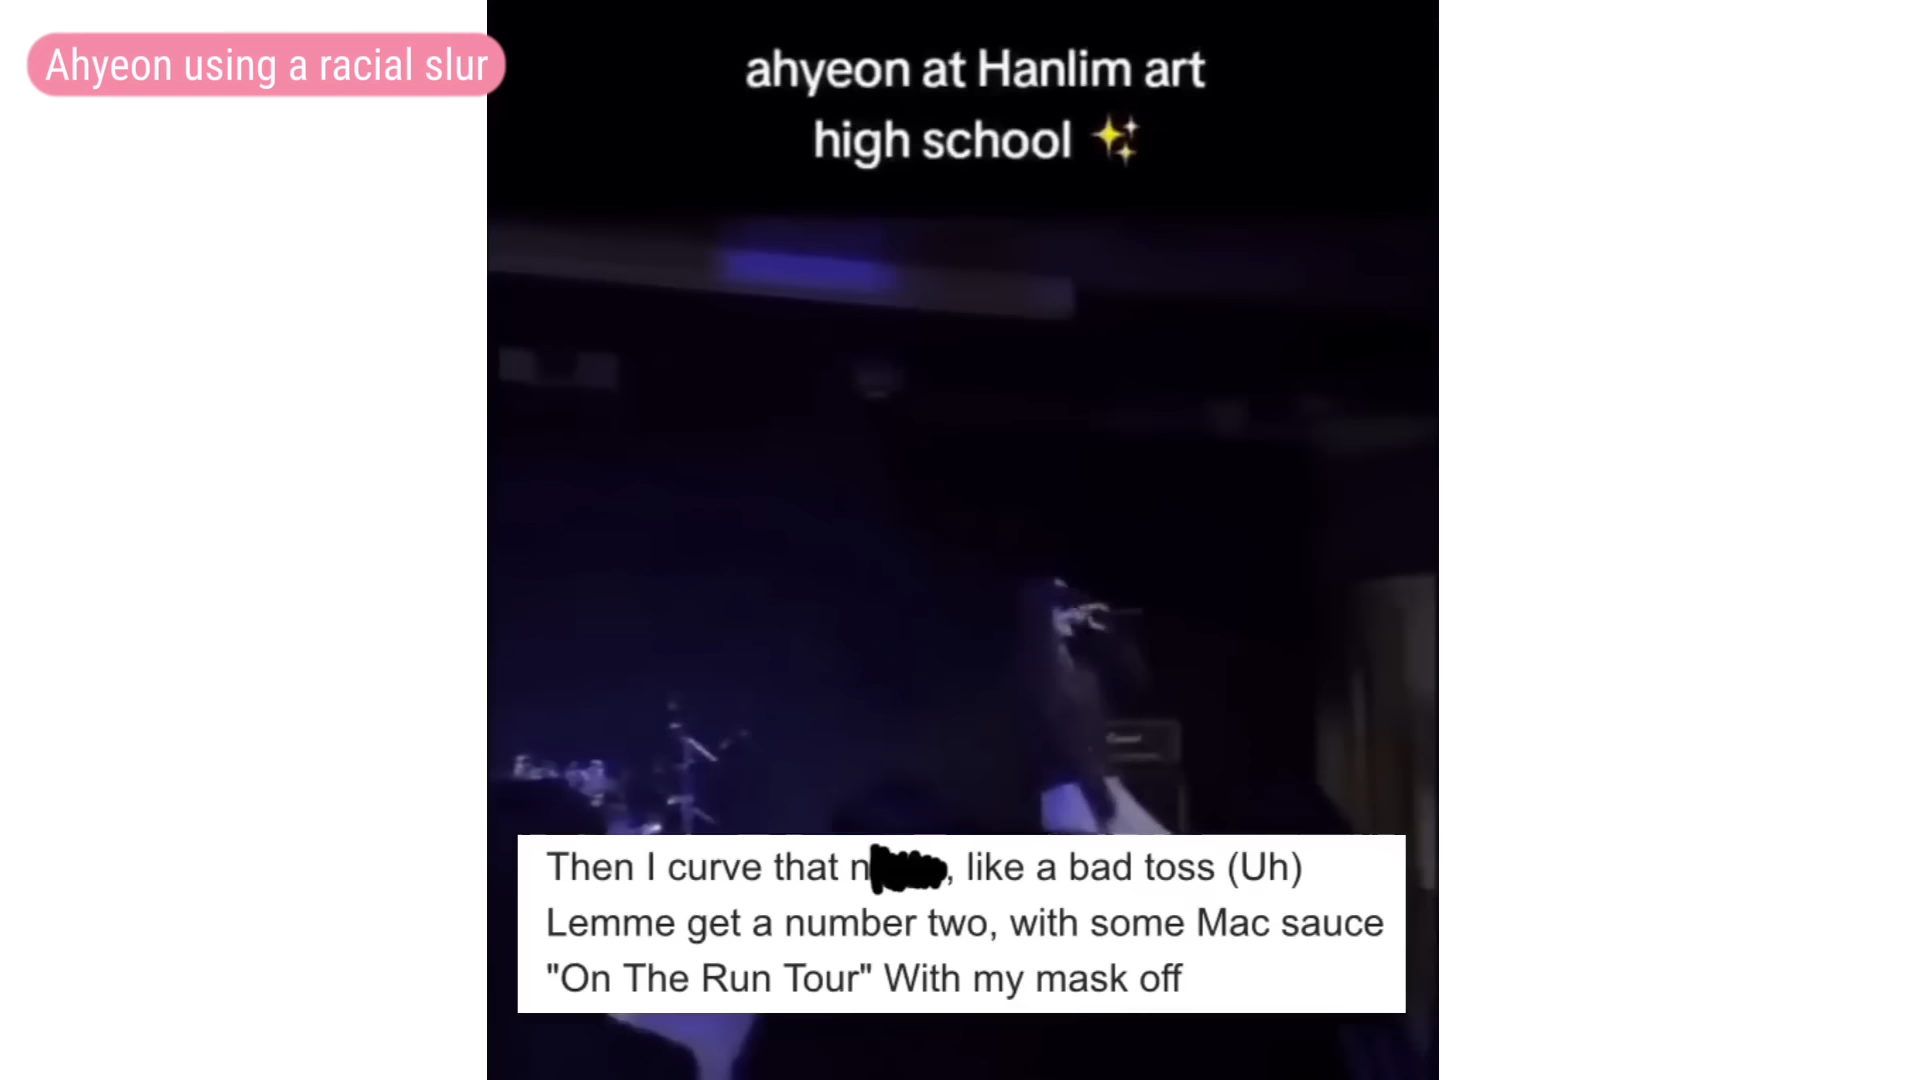 Ahyeon using a racial slur
ahyeon at Hanlim art
high school ✨
Then I curve that n, like a bad toss (Uh)
Lemme get a number two, with some Mac sauce
"On The Run Tour" With my mask off